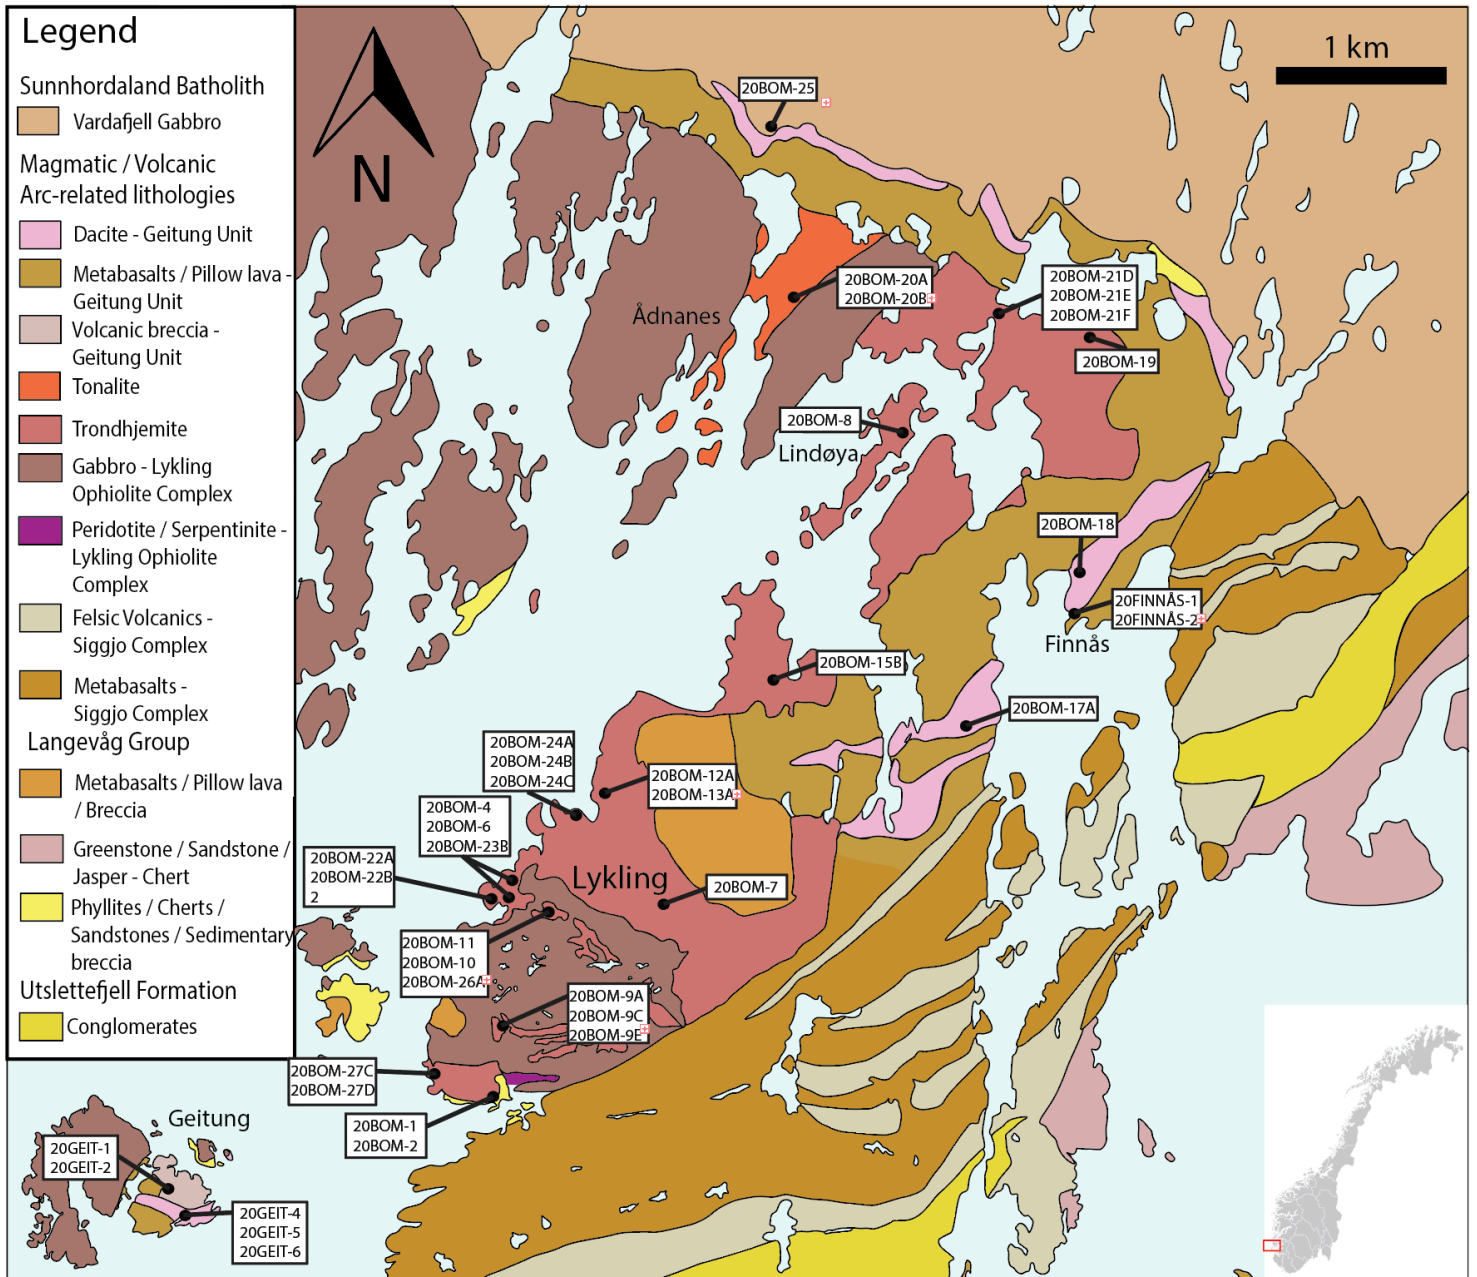 Legend
Sunnhordaland Batholith
Vardafjell Gabbro
Magmatic / Volcanic
Arc-related lithologies
Dacite - Geitung Unit
Metabasalts / Pillow lava -
Geitung Unit
Volcanic breccia -
Geitung Unit
Tonalite
Trondhjemite
Gabbro - Lykling
Ophiolite Complex
Peridotite / Serpentinite -
Lykling Ophiolite
Complex
Felsic Volcanics -
Siggjo Complex
Metabasalts -
Siggjo Complex
Langevåg Group
Metabasalts / Pillow lava
/ Breccia
Greenstone / Sandstone /
Jasper - Chert
Phyllites / Cherts /
Sandstones / Sedimentary
breccia
Utslettefjell Formation
Conglomerates
N
1 km
20BOM-25
20BOM-20A
20BOM-20B
20BOM-21D
20BOM-21E
20BOM-21F
20BOM-19
Ådnanes
20BOM-8
Lindøya
20BOM-18
20FINNÅS-1
20FINNÅS-2
Finnås
20BOM-15B
20BOM-17A
20BOM-24A
20BOM-24B
20BOM-24C
20BOM-12A
20BOM-13A
20BOM-4
20BOM-6
20BOM-23B
20BOM-22A
20BOM-22B
2
Lykling
20BOM-7
20BOM-11
20BOM-10
20BOM-26A
20BOM-9A
20BOM-9C
20BOM-9E
20BOM-27C
20BOM-27D
20BOM-1
20BOM-2
Geitung
20GEIT-1
20GEIT-2
20GEIT-4
20GEIT-5
20GEIT-6